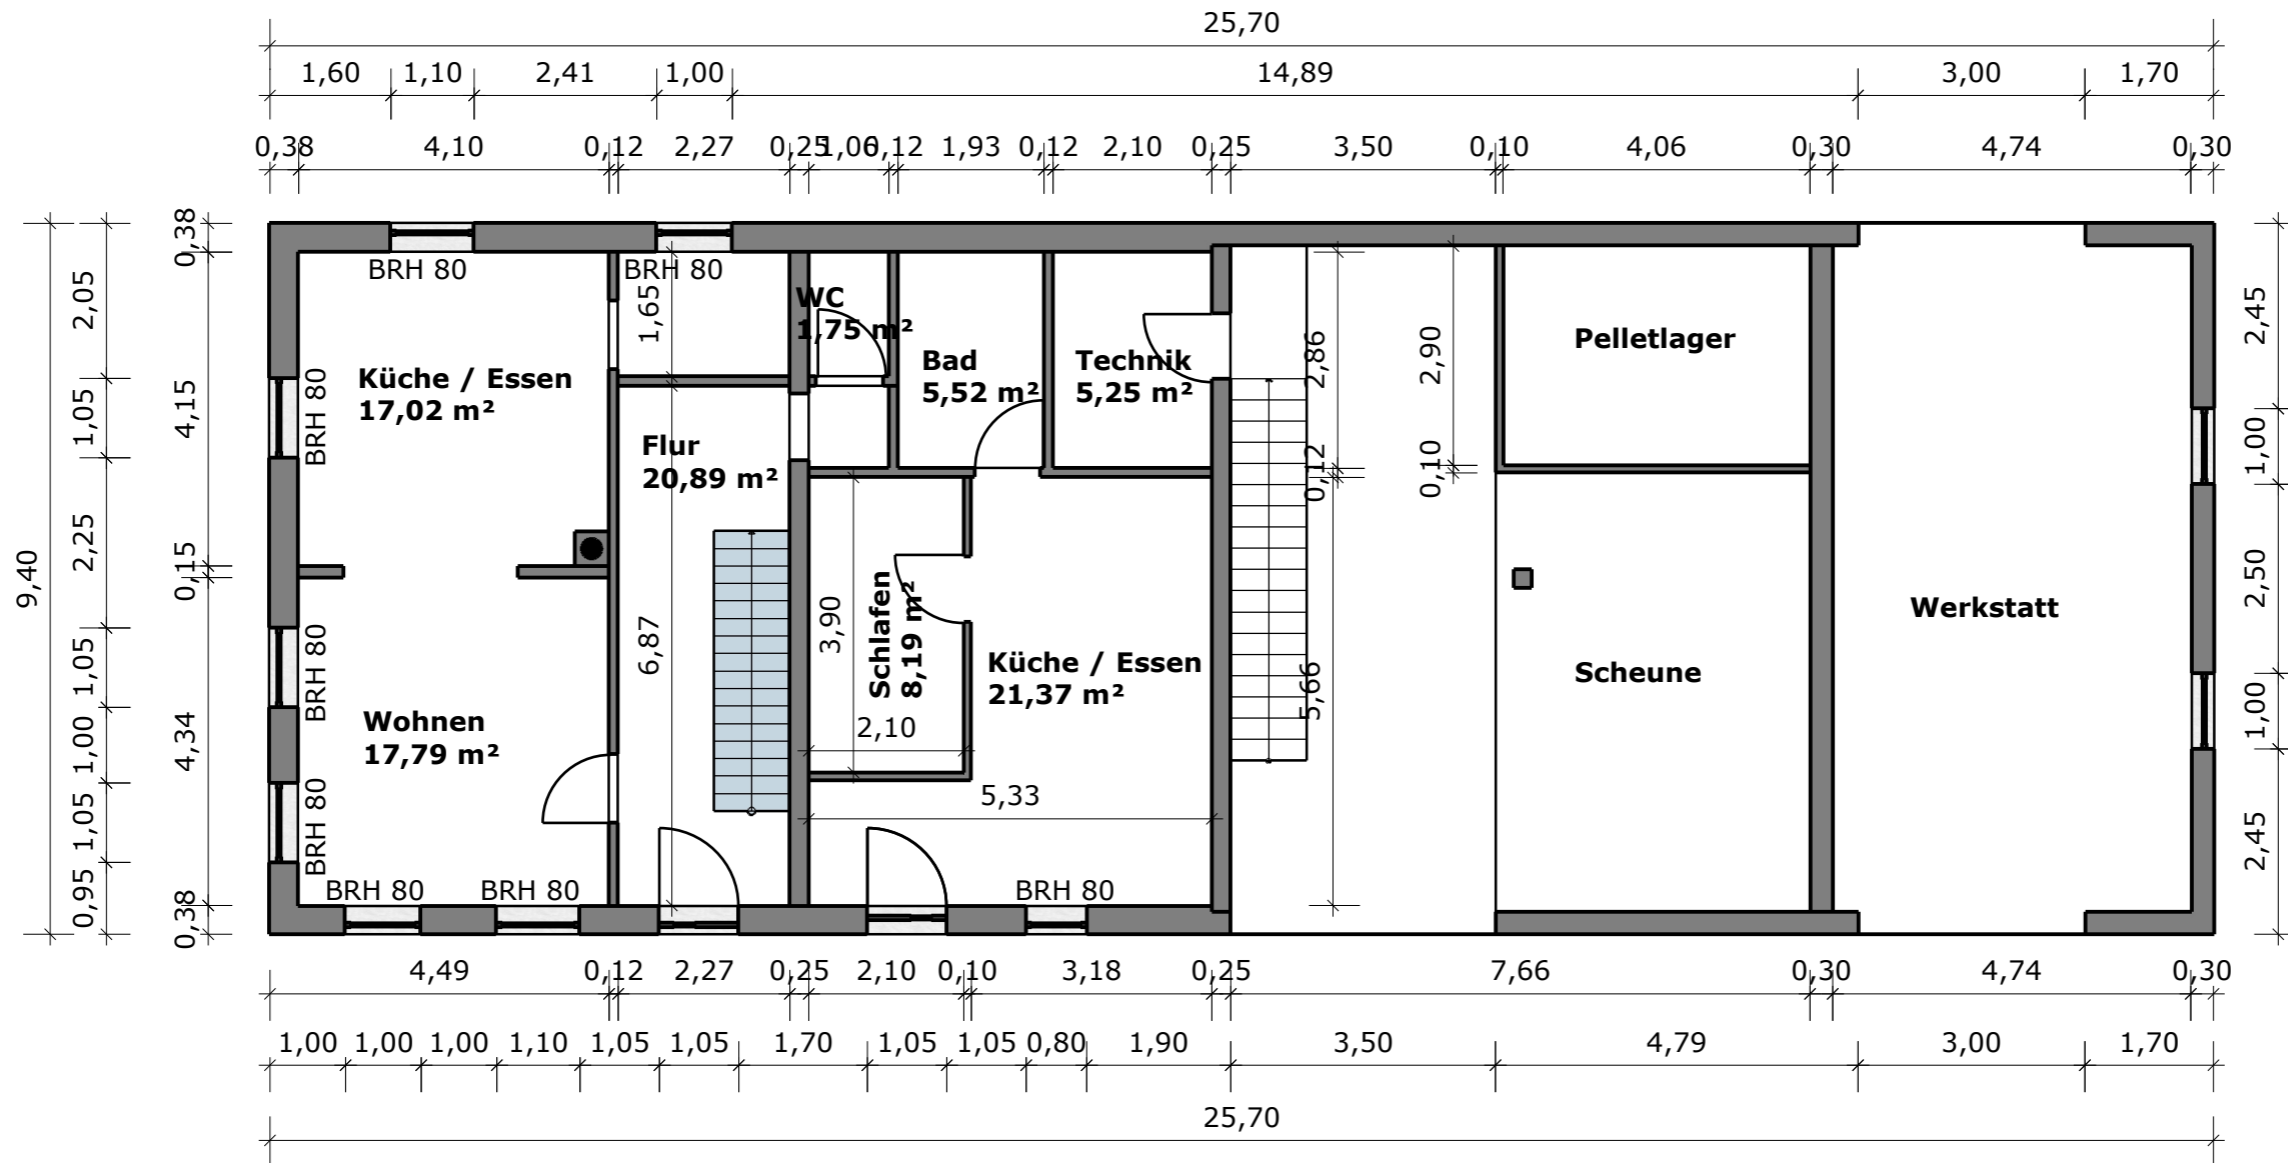 25,70
1,60 1,10 2,41 1,00 14,89 3,00 1,70
0,38 4,10 0,12 2,27 0,25 1,06 0,12 1,93 0,12 2,10 0,25 3,50 0,10 4,06 0,30 4,74 0,30
9,40
2,05
1,05
2,25
1,05
1,00
1,05
0,95
0,38
4,15
0,15
4,34
0,38
BRH 80
BRH 80
BRH 80
BRH 80
BRH 80
Küche / Essen
17,02 m²
Wohnen
17,79 m²
BRH 80
BRH 80
1,65
Flur
20,89 m²
6,87
WC
1,75 m²
Bad
5,52 m²
Technik
5,25 m²
3,90
Schlafen
8,19 m²
2,10
Küche / Essen
21,37 m²
5,33
BRH 80
2,86
0,12
5,66
2,90
0,10
Pelletlager
Scheune
Werkstatt
2,45
1,00
2,50
1,00
2,45
4,49 0,12 2,27 0,25 2,10 0,10 3,18 0,25 7,66 0,30 4,74 0,30
1,00 1,00 1,00 1,10 1,05 1,05 1,70 1,05 1,05 0,80 1,90 3,50 4,79 3,00 1,70
25,70